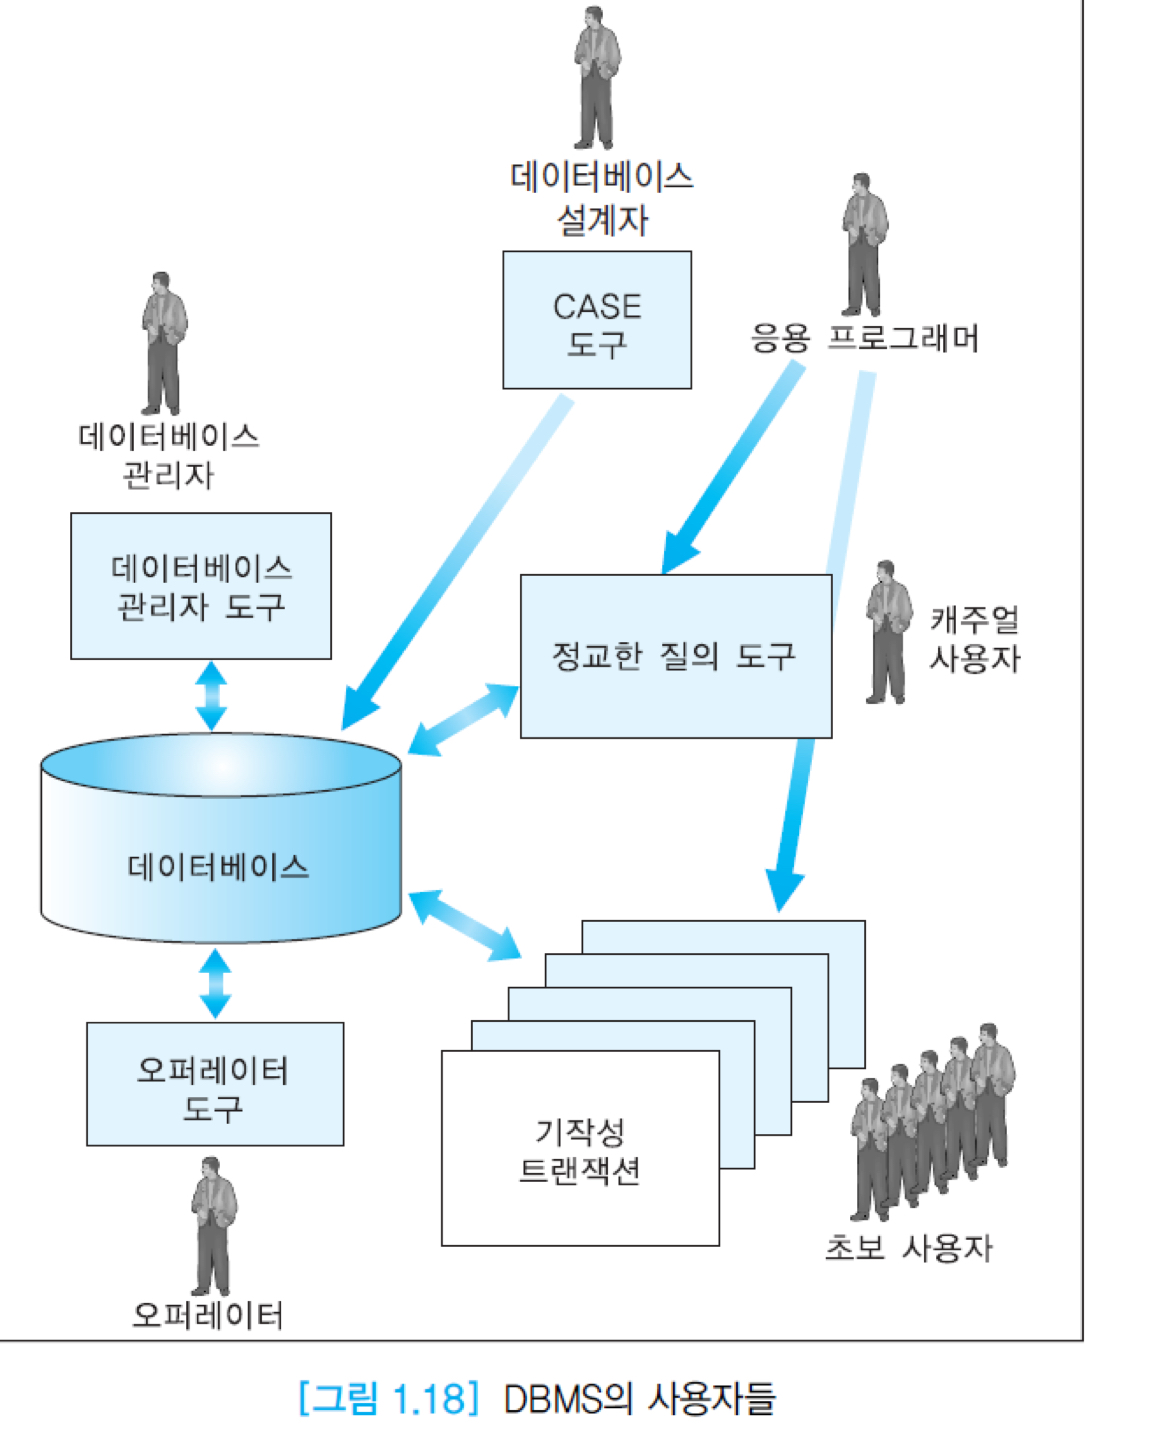 데이터베이스
설계자
CASE
도구
응용 프로그래머
데이터베이스
관리자
데이터베이스
관리자 도구
정교한 질의 도구
캐주얼
사용자
데이터베이스
오퍼레이터
도구
기작성
트랜잭션
초보 사용자
오퍼레이터
[그림 1.18] DBMS의 사용자들